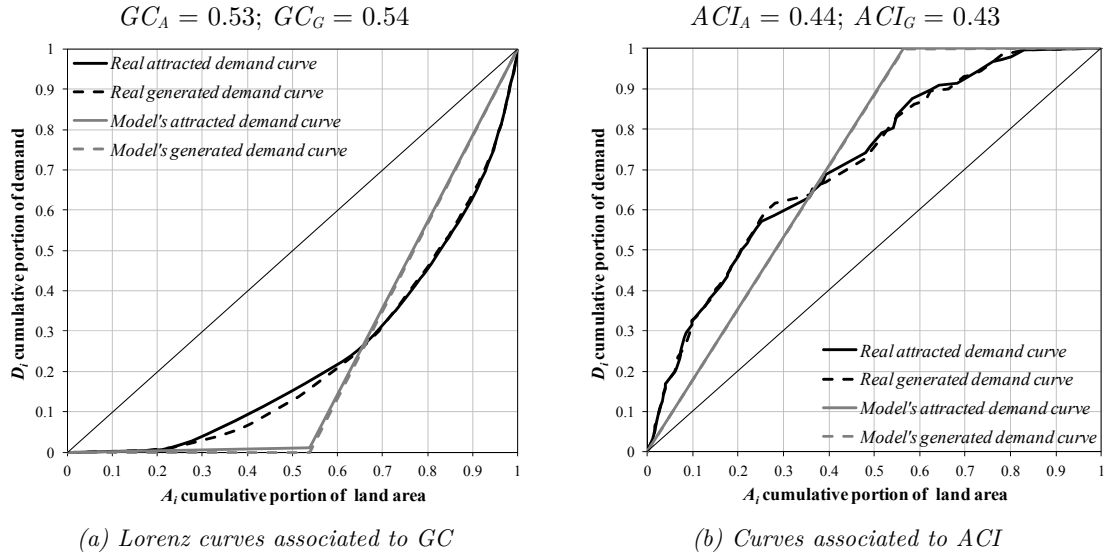 GC_A = 0.53; GC_G = 0.54
1
0.9
0.8
0.7
0.6
0.5
0.4
0.3
0.2
0.1
0
D_i cumulative portion of demand
Real attracted demand curve
Real generated demand curve
Model's attracted demand curve
Model's generated demand curve
0 0.1 0.2 0.3 0.4 0.5 0.6 0.7 0.8 0.9 1
A_i cumulative portion of land area
(a) Lorenz curves associated to GC
ACI_A = 0.44; ACI_G = 0.43
1
0.9
0.8
0.7
0.6
0.5
0.4
0.3
0.2
0.1
0
D_i cumulative portion of demand
Real attracted demand curve
Real generated demand curve
Model's attracted demand curve
Model's generated demand curve
0 0.1 0.2 0.3 0.4 0.5 0.6 0.7 0.8 0.9 1
A_i cumulative portion of land area
(b) Curves associated to ACI